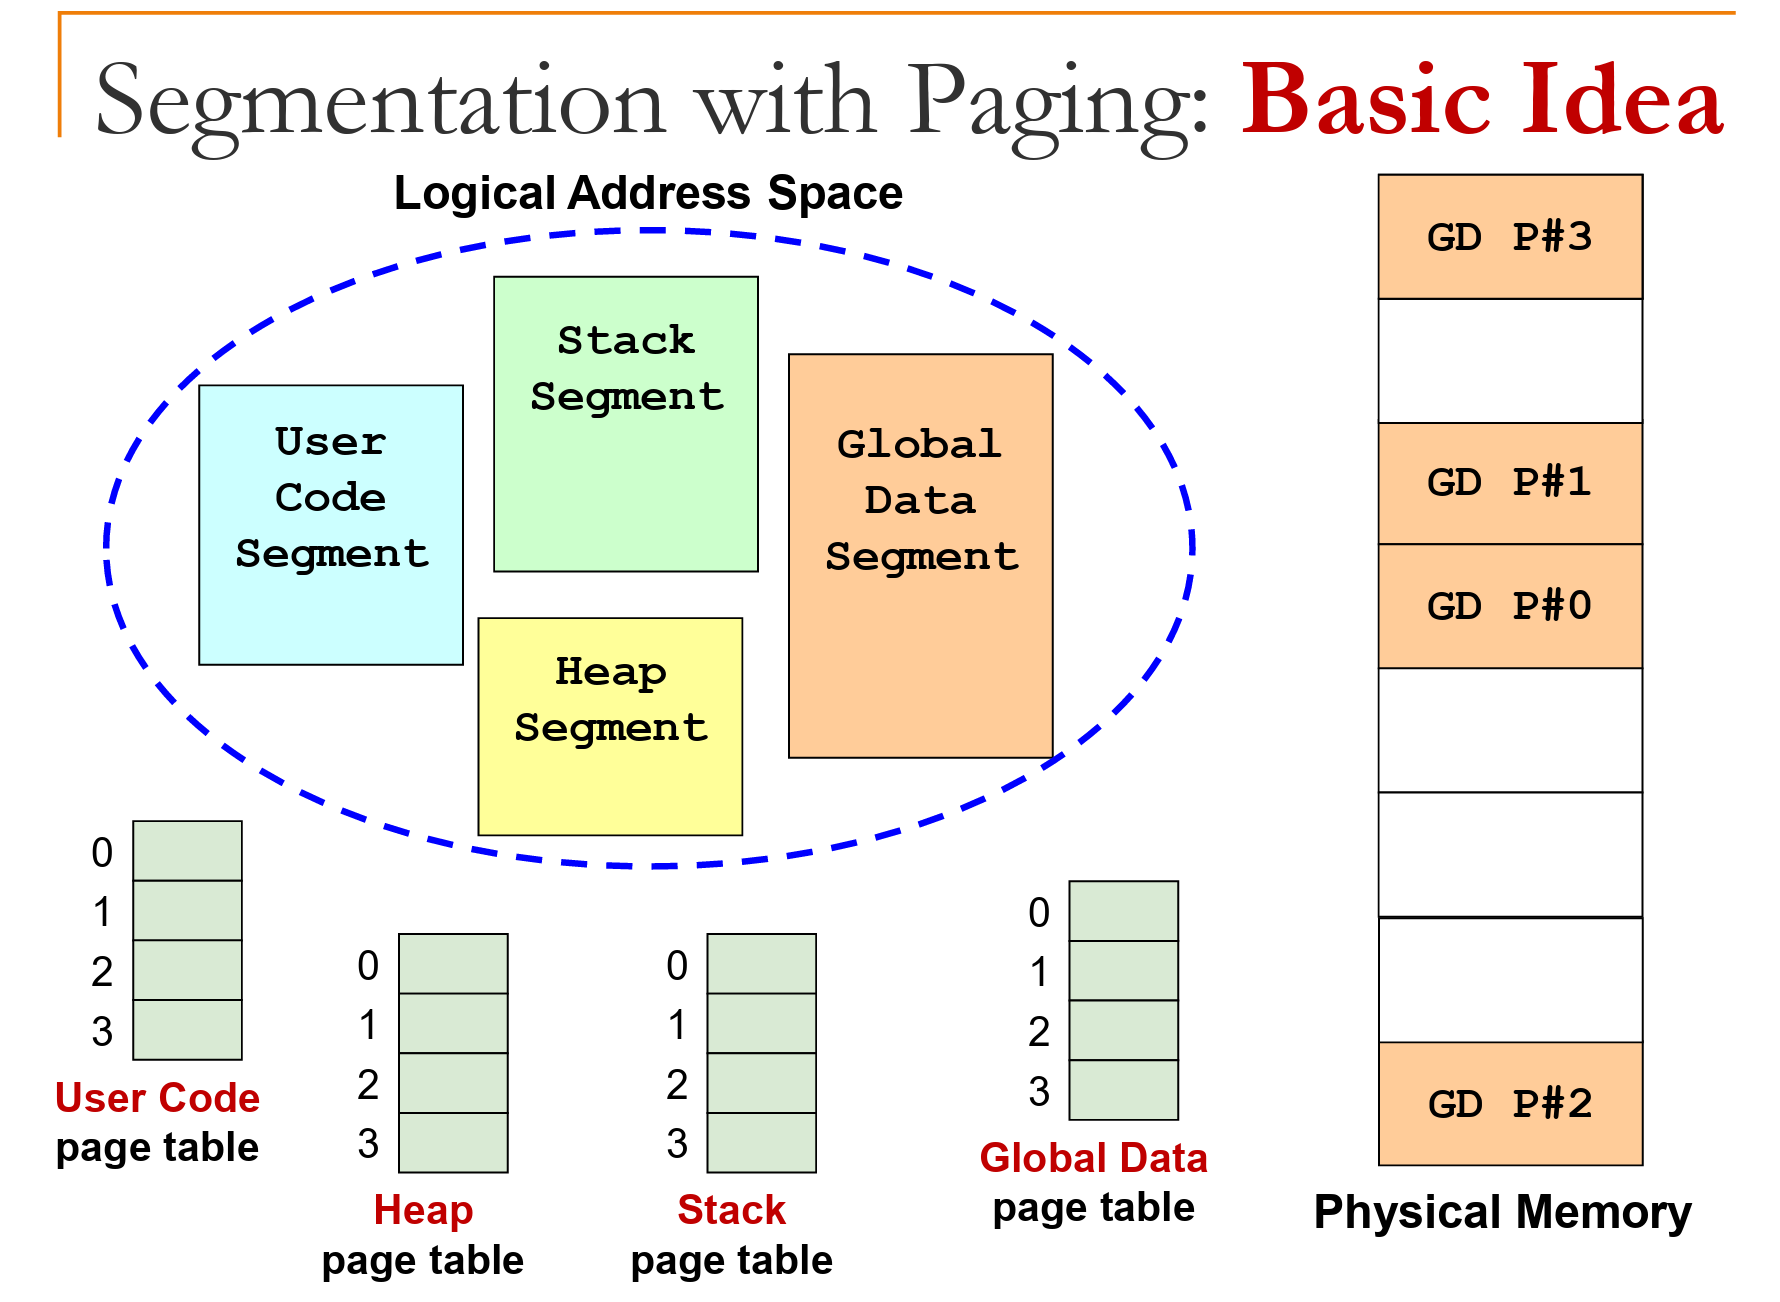 Segmentation with Paging: Basic Idea
Logical Address Space
Stack
Segment
User
Code
Segment
Global
Data
Segment
Heap
Segment
0
1
2
3
User Code
page table
0
1
2
3
Heap
page table
0
1
2
3
Stack
page table
0
1
2
3
Global Data
page table
GD P#3
GD P#1
GD P#0
GD P#2
Physical Memory